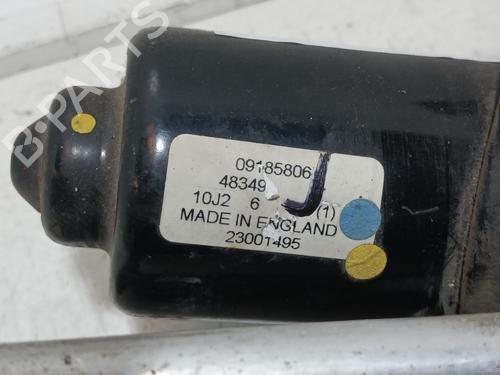 B-PARTS
09185806
48349
J
10J2 6 (1)
MADE IN ENGLAND
23001495